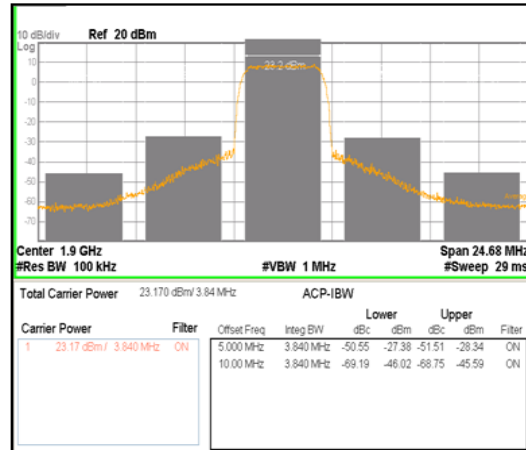 10 dB/div Ref 20 dBm
Log
10
0
-10
-20
-30
-40
-50
-60
-70
23.2 dBm
Center 1.9 GHz Span 24.68 MHz
#Res BW 100 kHz #VBW 1 MHz #Sweep 29 ms
Total Carrier Power 23.170 dBm/ 3.84 MHz ACP-IBW
Lower Upper
Carrier Power Filter Offset Freq Integ BW dBc dBm dBc dBm Filter
1 23.17 dBm / 3.840 MHz ON 5.000 MHz 3.840 MHz -50.55 -27.38 -51.51 -28.34 ON
10.00 MHz 3.840 MHz -69.19 -46.02 -68.75 -45.59 ON